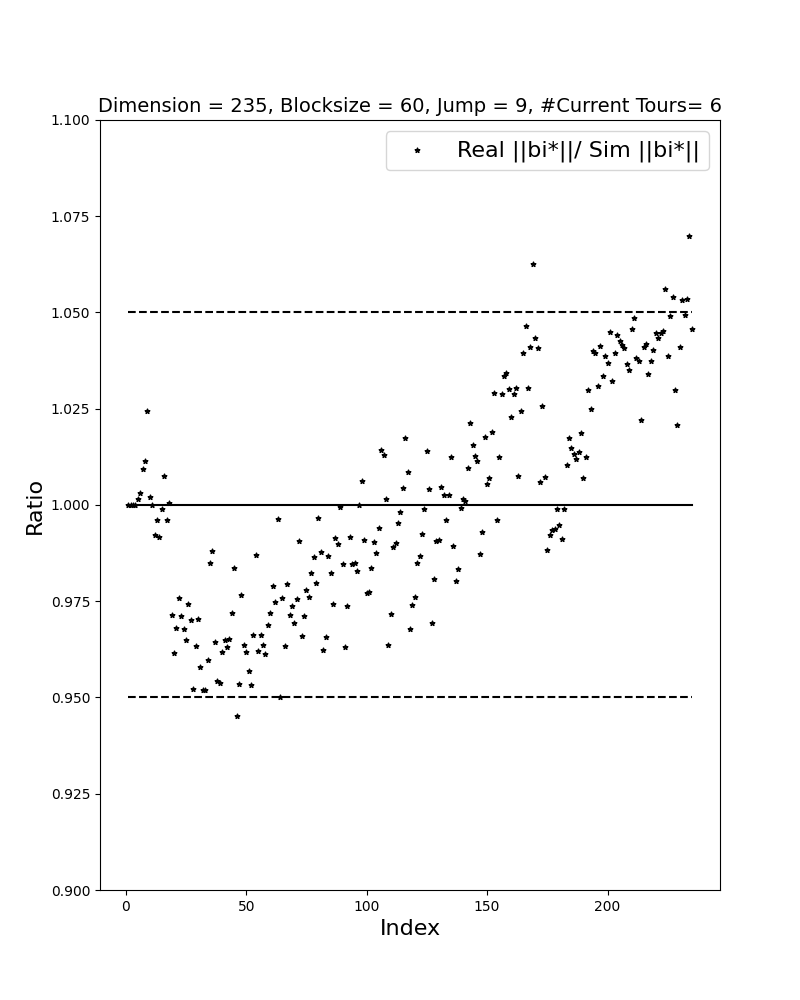 Dimension = 235, Blocksize = 60, Jump = 9, #Current Tours= 6
1.100
1.075
1.050
1.025
1.000
0.975
0.950
0.925
0.900
Ratio
Real ||bi*||/ Sim ||bi*||
0 50 100 150 200
Index